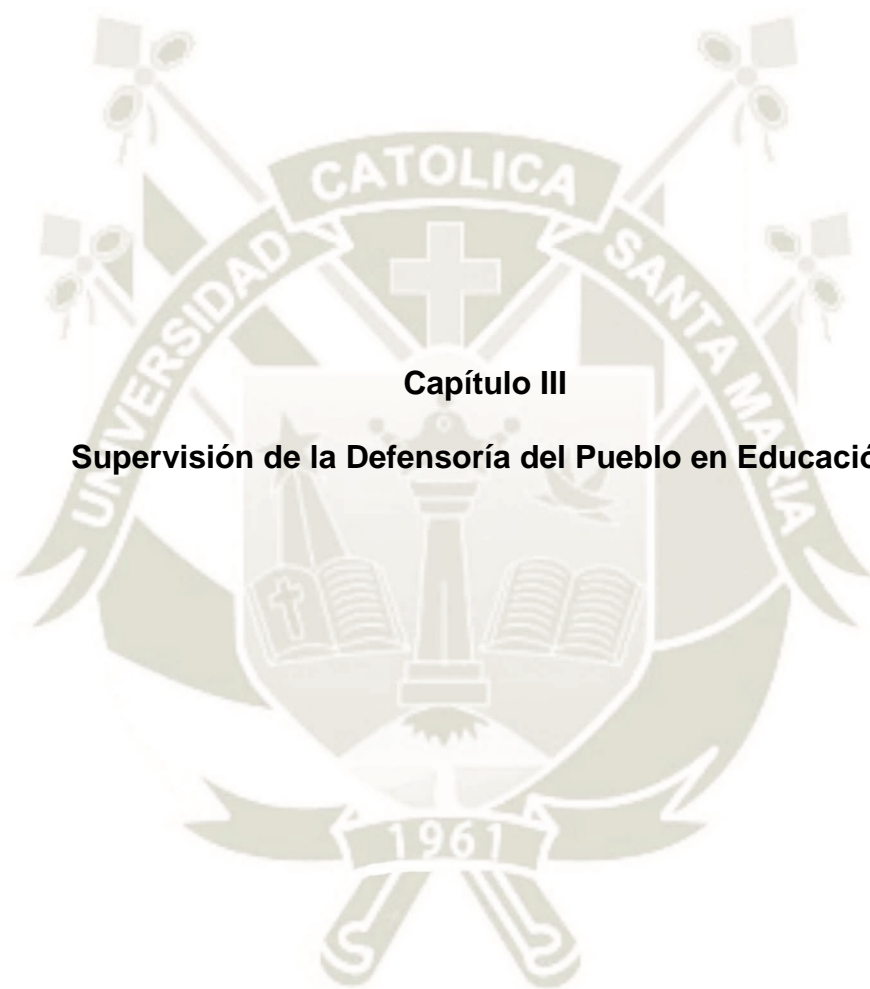 CATOLICA
UNIVERSIDAD
SANTA MARIA
Capítulo III
Supervisión de la Defensoría del Pueblo en Educació
1961